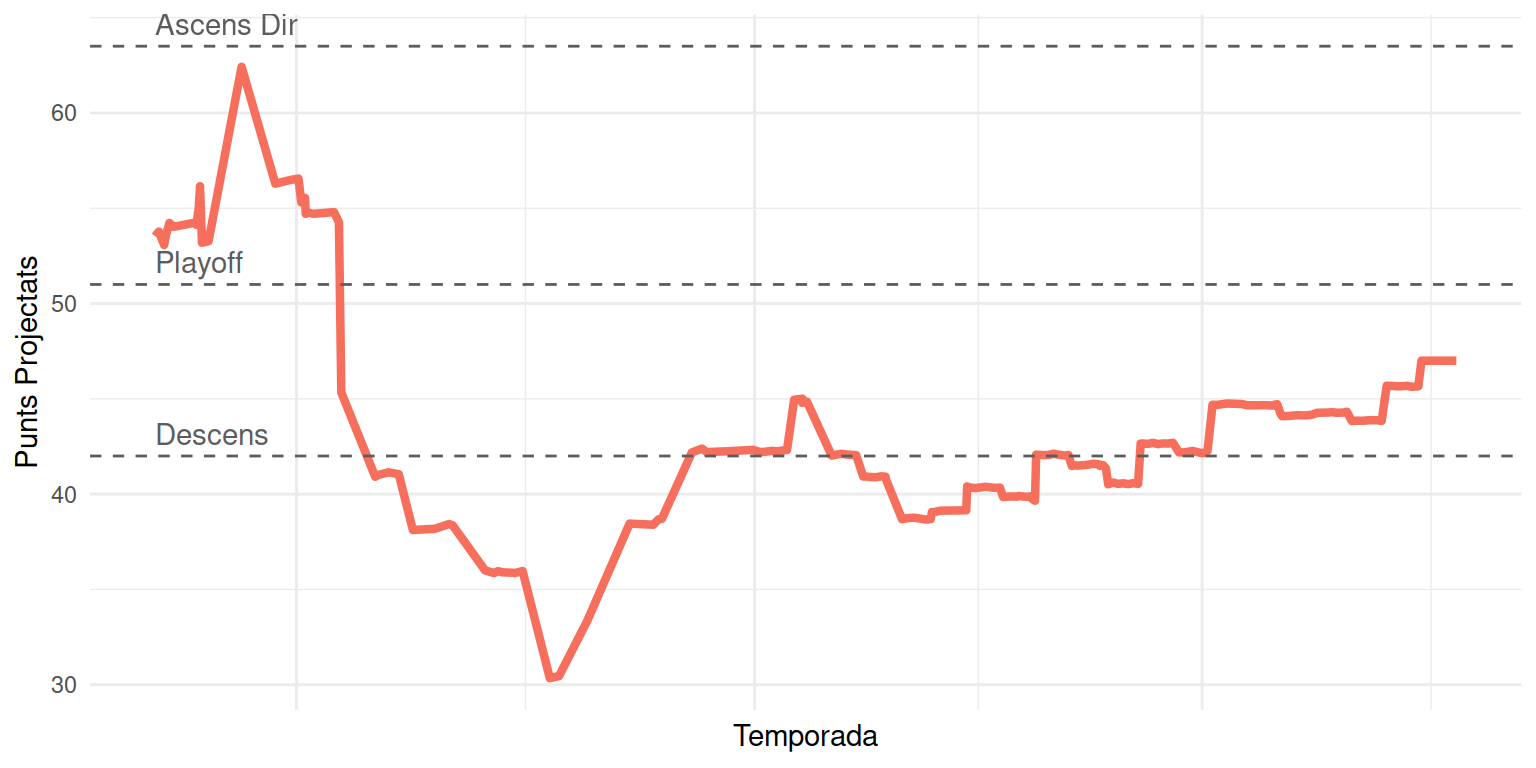 Ascens Dir
60
Playoff
50
Descens
40
30
Punts Projectats
Temporada